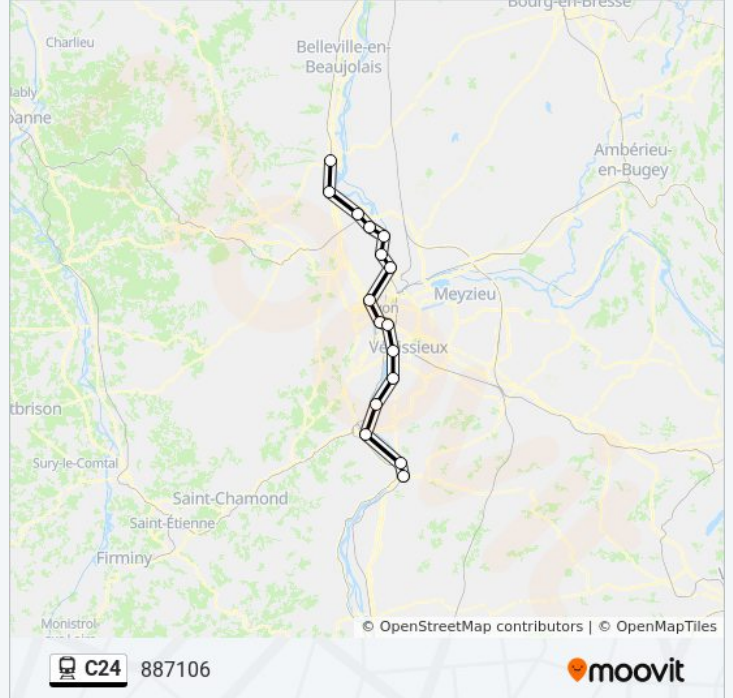 Bourg-en-Bresse
Charlieu
Belleville-en-
Beaujolais
Ambérieu-
en-Bugey
Meyzieu
tbrison
Sury-le-Comtal
Saint-Chamond
Saint-Étienne
Firminy
© OpenStreetMap contributors | © OpenMapTiles
C24 887106
moovit